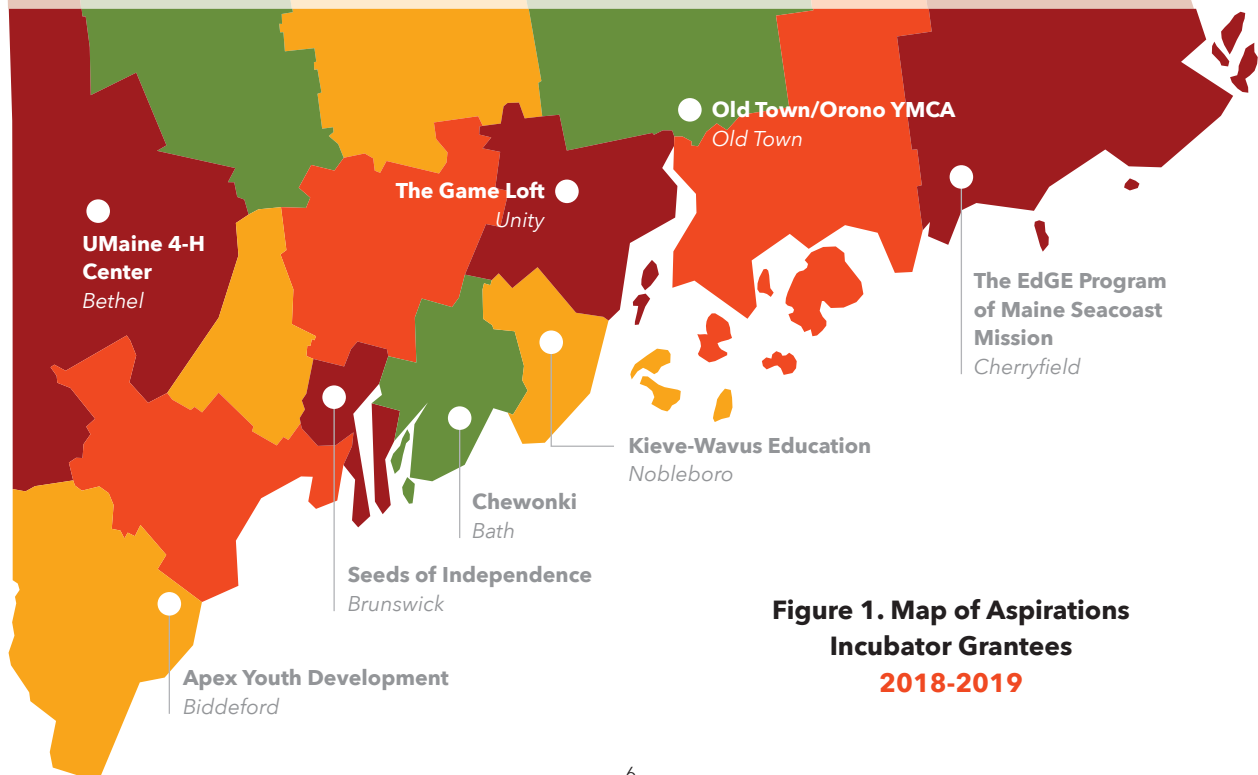 Old Town/Orono YMCA
Old Town
The Game Loft
Unity
UMaine 4-H
Center
Bethel
The EdGE Program
of Maine Seacoast
Mission
Cherryfield
Kieve-Wavus Education
Nobleboro
Chewonki
Bath
Seeds of Independence
Brunswick
Apex Youth Development
Biddeford
Figure 1. Map of Aspirations
Incubator Grantees
2018-2019
6